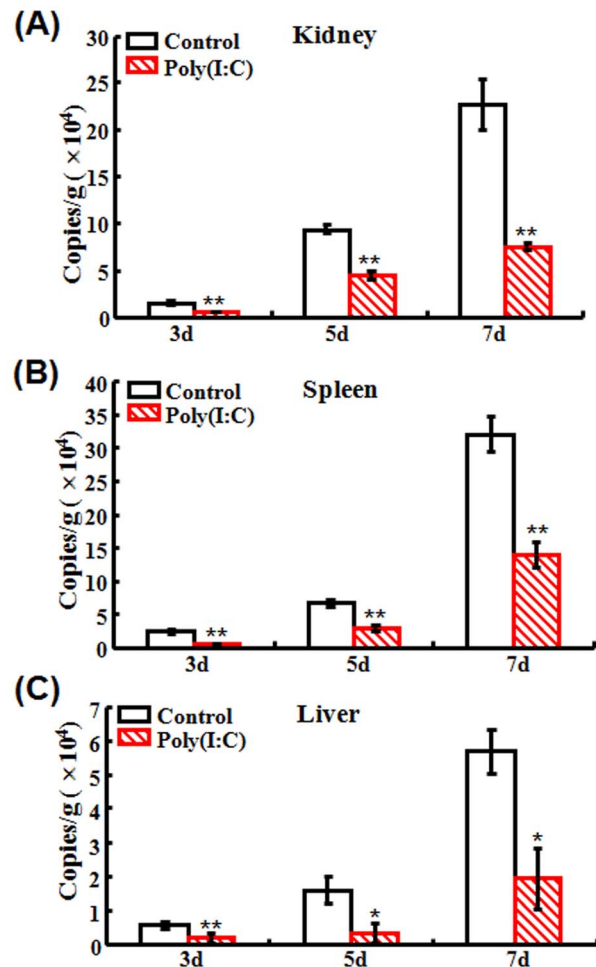 (A)
Kidney
Control
Poly(I:C)
Copies/g ( ×10⁴)
30
25
20
15
10
5
0
**
**
**
3d 5d 7d
(B)
Spleen
Control
Poly(I:C)
Copies/g ( ×10⁴)
40
35
30
25
20
15
10
5
0
**
**
**
3d 5d 7d
(C)
Liver
Control
Poly(I:C)
Copies/g ( ×10⁴)
7
6
5
4
3
2
1
0
**
*
*
3d 5d 7d